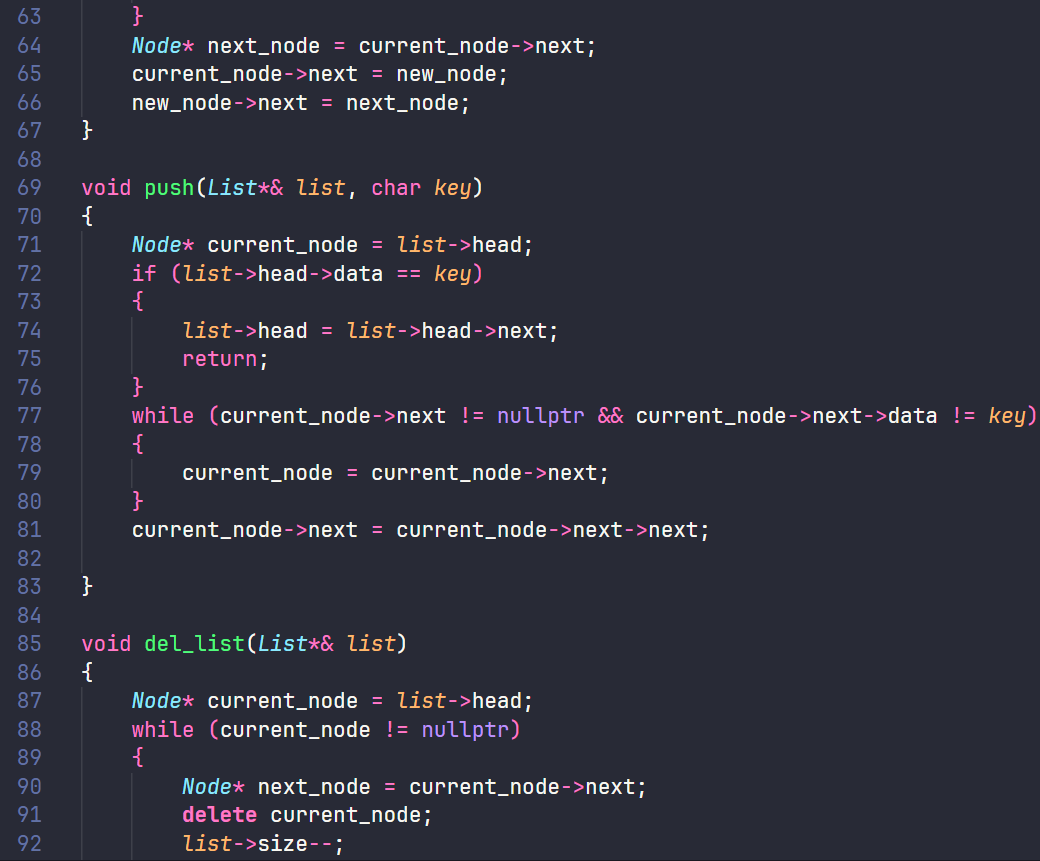 63 }
64 Node* next_node = current_node->next;
65 current_node->next = new_node;
66 new_node->next = next_node;
67 }
68
69 void push(List*& list, char key)
70 {
71 Node* current_node = list->head;
72 if (list->head->data == key)
73 {
74 list->head = list->head->next;
75 return;
76 }
77 while (current_node->next != nullptr && current_node->next->data != key)
78 {
79 current_node = current_node->next;
80 }
81 current_node->next = current_node->next->next;
82
83 }
84
85 void del_list(List*& list)
86 {
87 Node* current_node = list->head;
88 while (current_node != nullptr)
89 {
90 Node* next_node = current_node->next;
91 delete current_node;
92 list->size--;